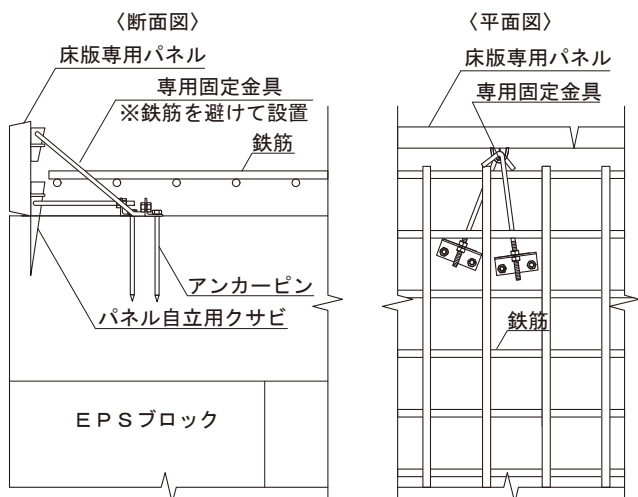 〈断面図〉
床版専用パネル
専用固定金具
※鉄筋を避けて設置
鉄筋
アンカーピン
パネル自立用クサビ
ＥＰＳブロック
〈平面図〉
床版専用パネル
専用固定金具
鉄筋